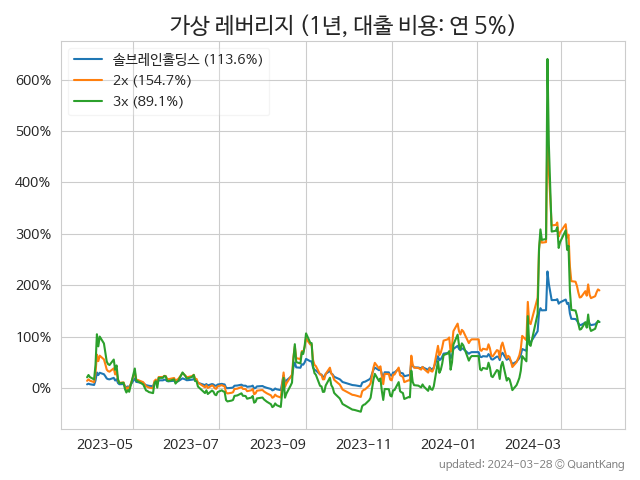 가상 레버리지 (1년, 대출 비용: 연 5%)
솔브레인홀딩스 (113.6%)
2x (154.7%)
3x (89.1%)
600%
500%
400%
300%
200%
100%
0%
2023-05 2023-07 2023-09 2023-11 2024-01 2024-03
updated: 2024-03-28 © QuantKang